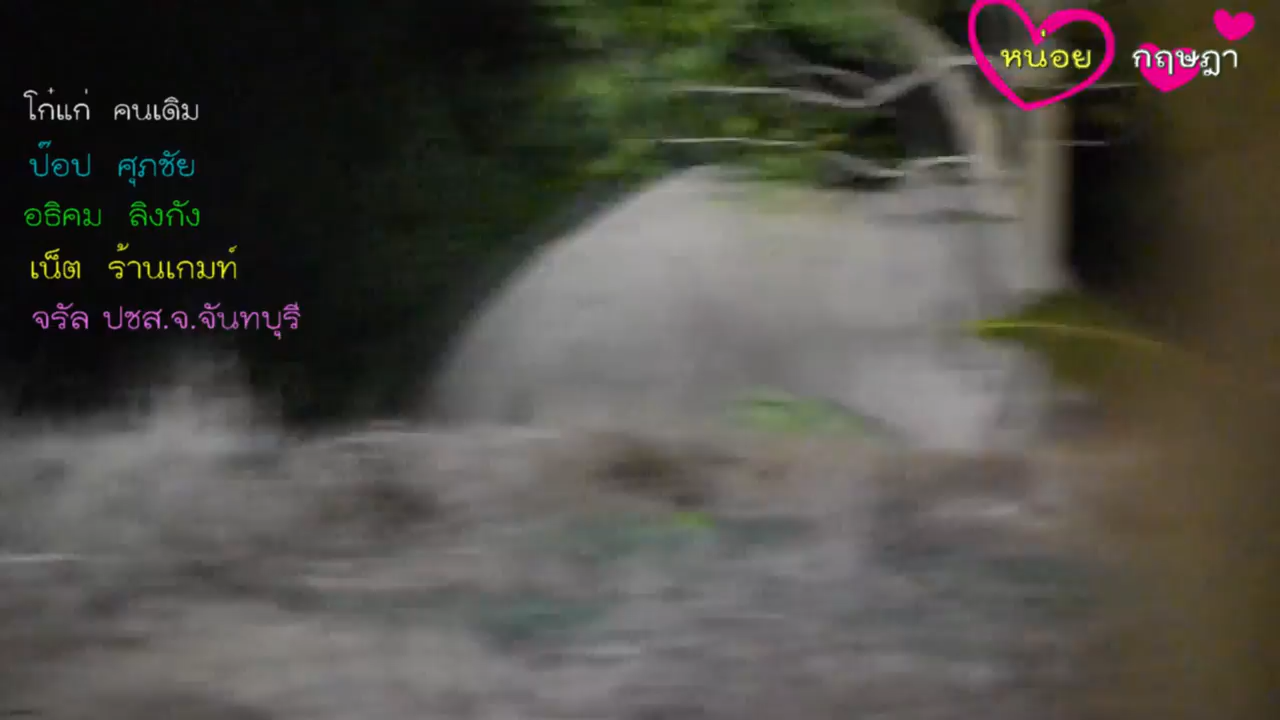 หน่อย กฤษฎา
โก๋แก่ คนเดิม
ป๊อป ศุภชัย
อธิคม ลิงกัง
เน็ต ร้านเกมท์
จรัล ปชส.จ.จันทบุรี